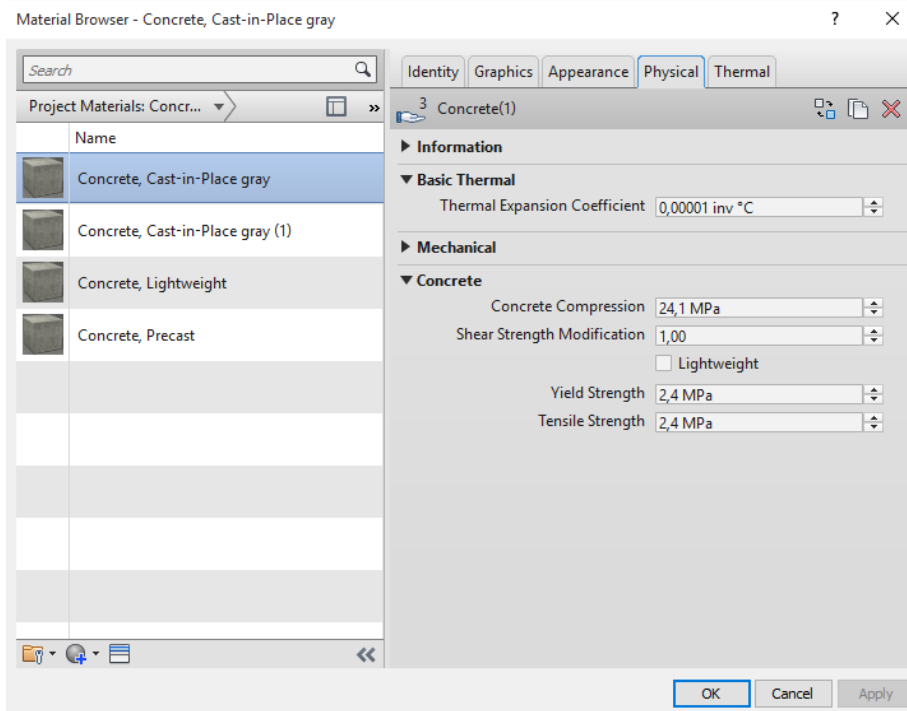 Material Browser - Concrete, Cast-in-Place gray
?
Search
Project Materials: Concr...
»
Name
Concrete, Cast-in-Place gray
Concrete, Cast-in-Place gray (1)
Concrete, Lightweight
Concrete, Precast
Identity Graphics Appearance Physical Thermal
3 Concrete(1)
Information
Basic Thermal
Thermal Expansion Coefficient 0,00001 inv °C
Mechanical
Concrete
Concrete Compression 24,1 MPa
Shear Strength Modification 1,00
Lightweight
Yield Strength 2,4 MPa
Tensile Strength 2,4 MPa
OK Cancel Apply